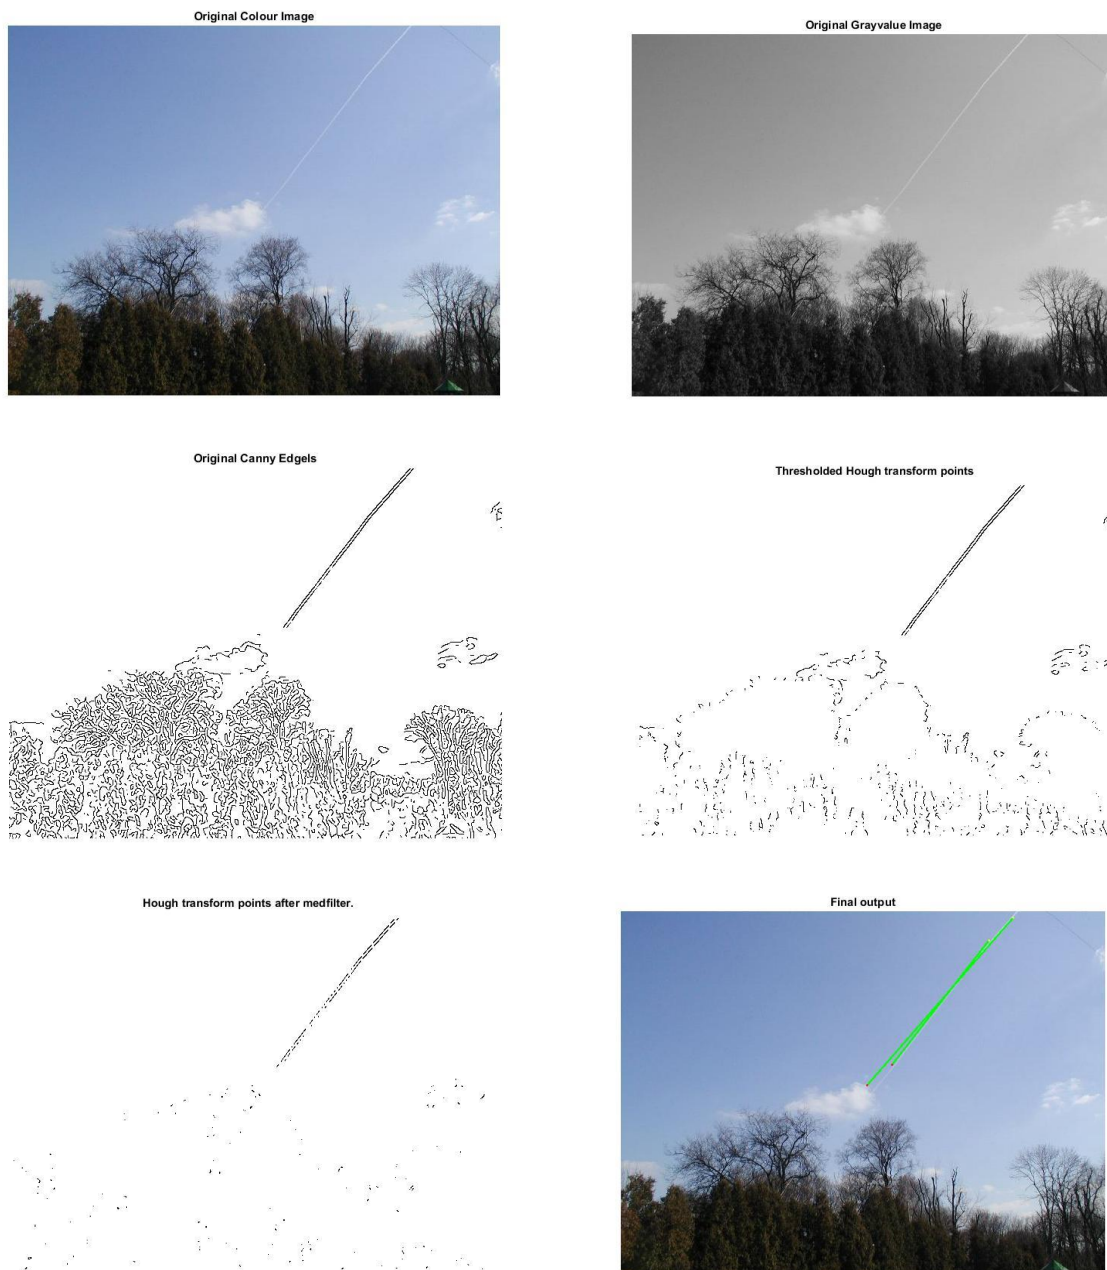 Original Colour Image
Original Grayvalue Image
Original Canny Edgels
Thresholded Hough transform points
Hough transform points after medfilter.
Final output